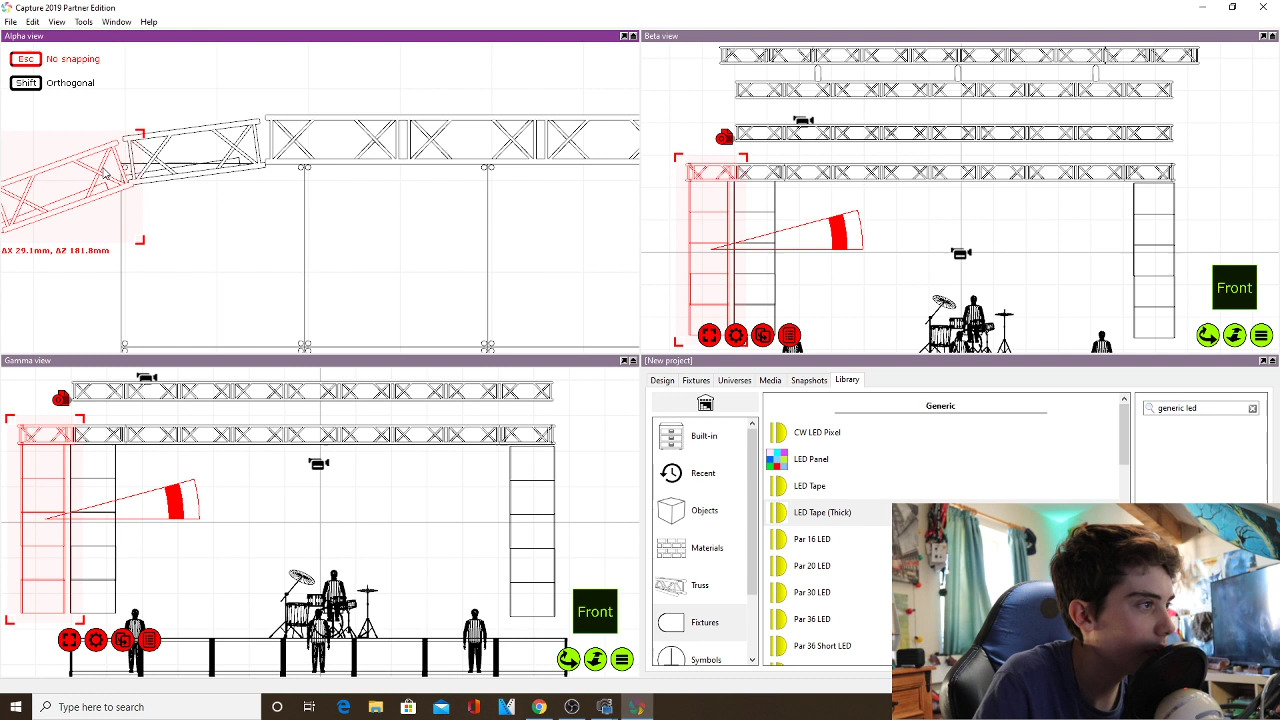 Capture 2019 Partner Edition
File Edit View Tools Window Help
Alpha view
Beta view
Esc No snapping
Shift Orthogonal
ΔX 29.1mm, ΔZ 181.8mm
Front
Gamma view
[New project]
Design Fixtures Universes Media Snapshots Library
Generic
generic led
Built-in
Recent
Objects
Materials
Truss
Fixtures
Symbols
CW LED Pixel
LED Panel
LED Tape
LED Tape (Thick)
Par 16 LED
Par 20 LED
Par 30 LED
Par 36 LED
Par 36 Short LED
Front
Type here to search